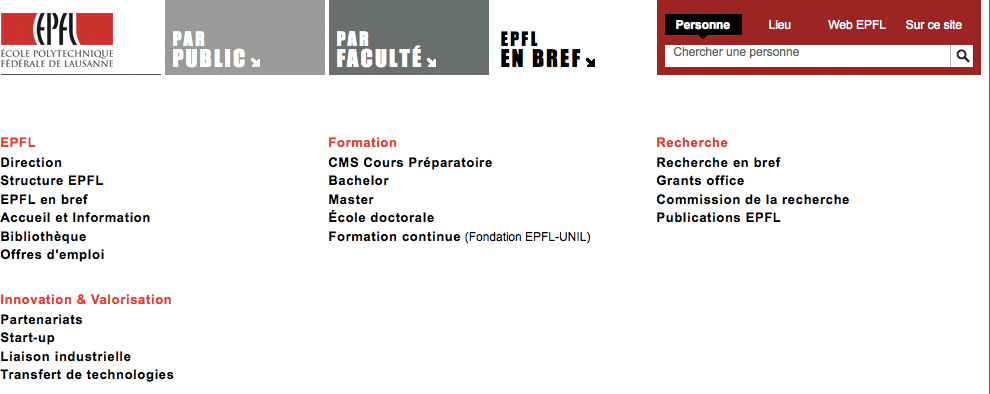 EPFL
ÉCOLE POLYTECHNIQUE
FÉDÉRALE DE LAUSANNE
PAR
PUBLIC
PAR
FACULTÉ
EPFL
EN BREF
Personne
Lieu
Web EPFL
Sur ce site
Chercher une personne
EPFL
Direction
Structure EPFL
EPFL en bref
Accueil et Information
Bibliothèque
Offres d'emploi
Formation
CMS Cours Préparatoire
Bachelor
Master
École doctorale
Formation continue (Fondation EPFL-UNIL)
Recherche
Recherche en bref
Grants office
Commission de la recherche
Publications EPFL
Innovation & Valorisation
Partenariats
Start-up
Liaison industrielle
Transfert de technologies